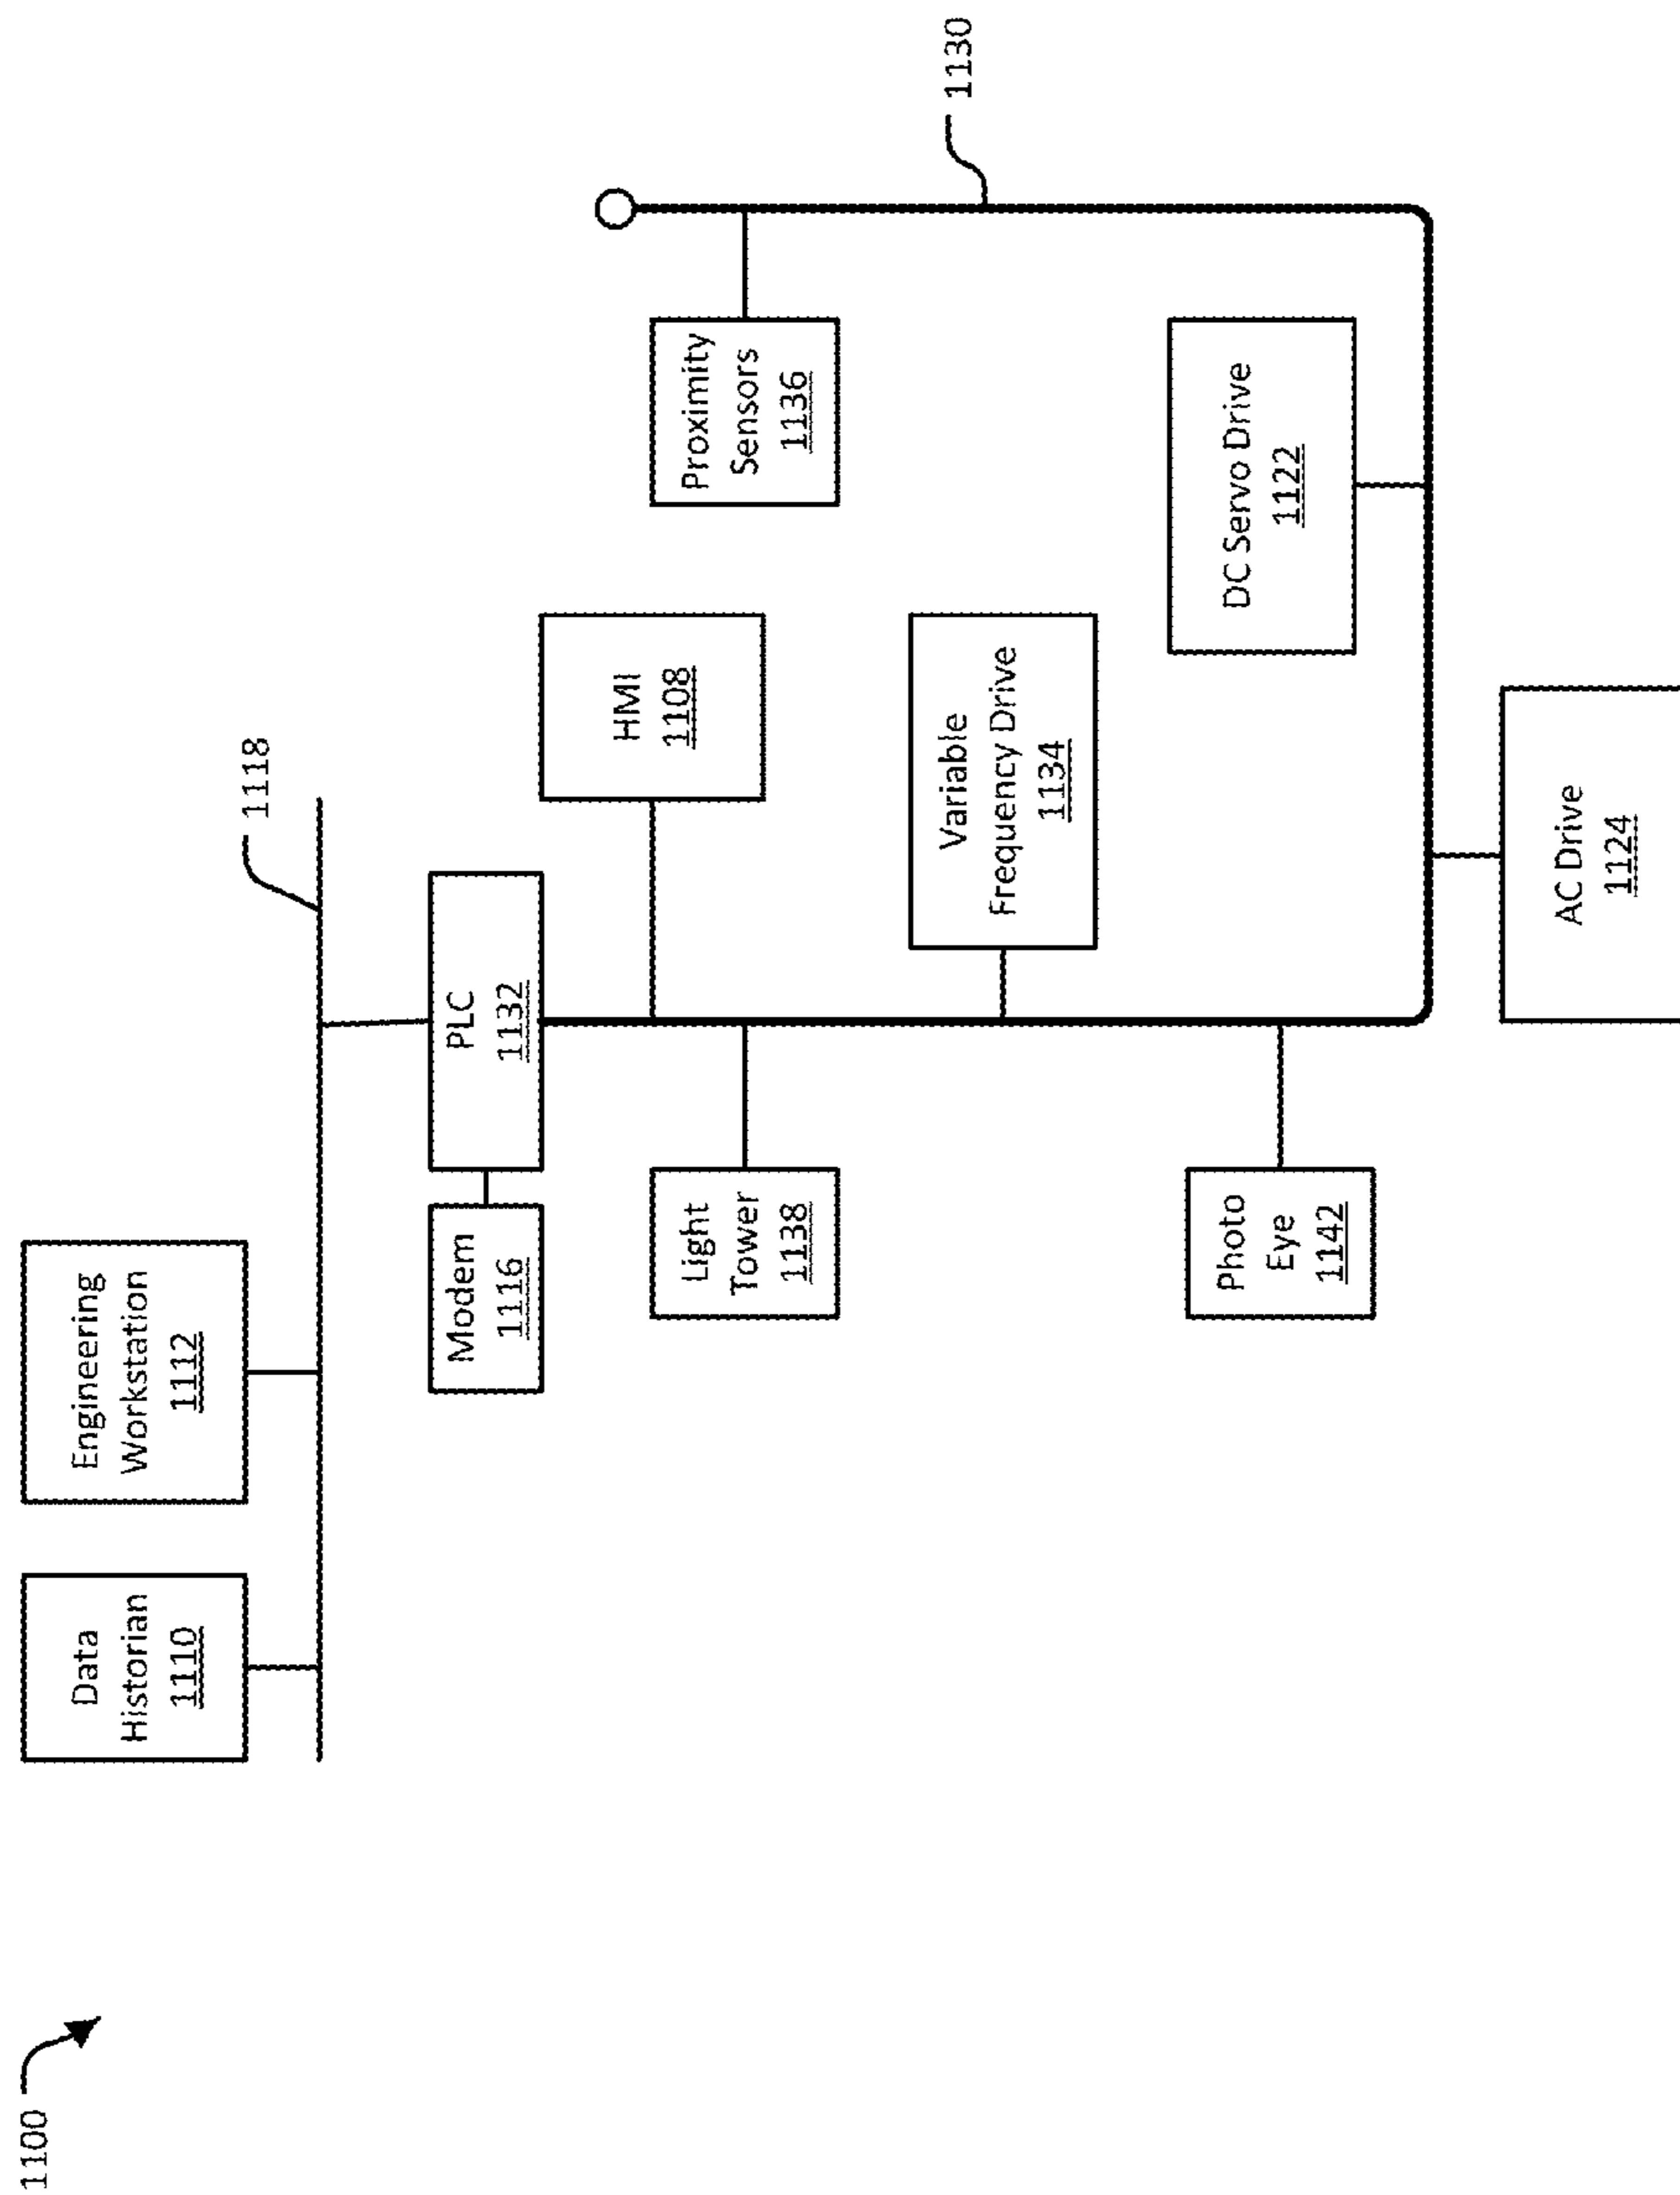 1100
Data
Historian
1110
Engineering
Workstation
1112
1118
Modem
1116
PLC
1132
HMI
1108
Light
Tower
1138
Proximity
Sensors
1136
1130
Variable
Frequency Drive
1134
Photo
Eye
1142
DC Servo Drive
1122
AC Drive
1124